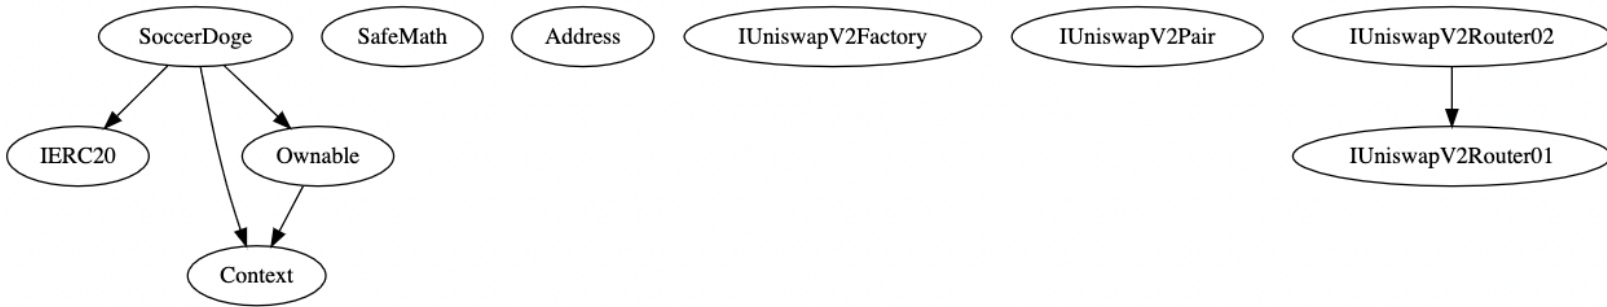 SoccerDoge
SafeMath
Address
IUniswapV2Factory
IUniswapV2Pair
IUniswapV2Router02
IERC20
Ownable
IUniswapV2Router01
Context